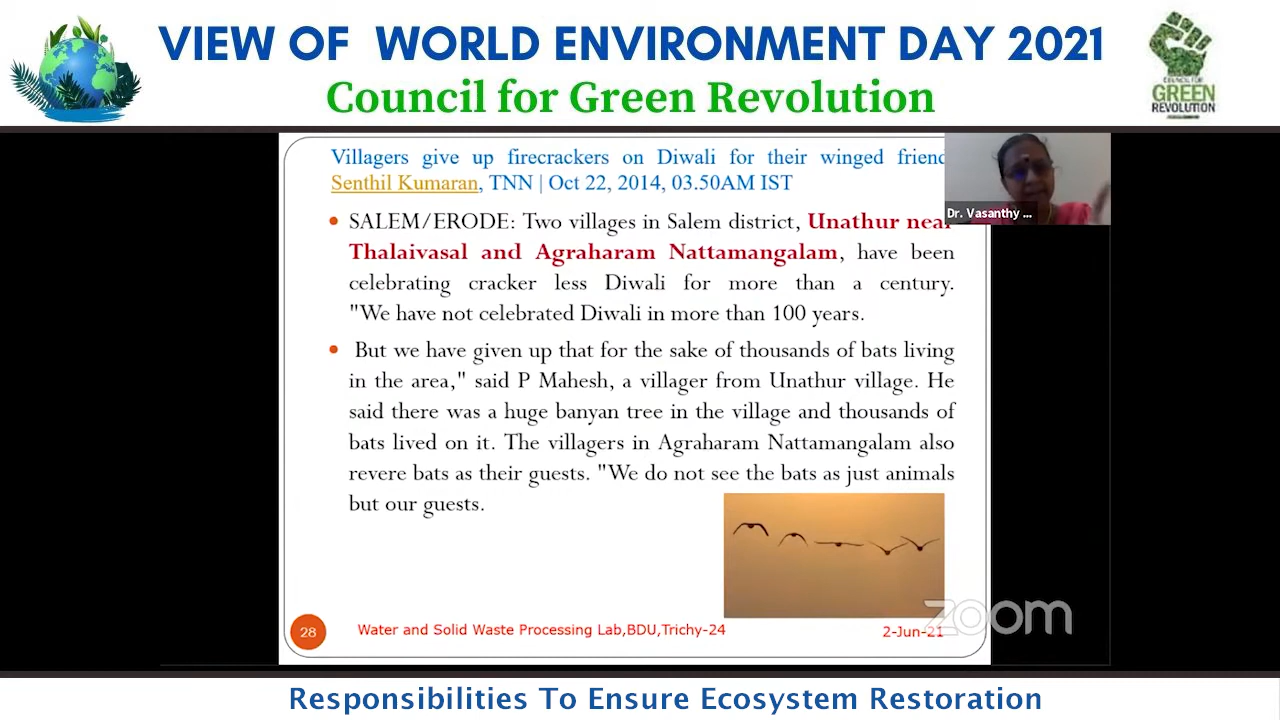 VIEW OF WORLD ENVIRONMENT DAY 2021
Council for Green Revolution
COUNCIL FOR
GREEN
REVOLUTION
Villagers give up firecrackers on Diwali for their winged friend
Senthil Kumaran, TNN | Oct 22, 2014, 03.50AM IST
Dr. Vasanthy ...
• SALEM/ERODE: Two villages in Salem district, Unathur near
Thalaivasal and Agraharam Nattamangalam, have been
celebrating cracker less Diwali for more than a century.
"We have not celebrated Diwali in more than 100 years.
• But we have given up that for the sake of thousands of bats living
in the area," said P Mahesh, a villager from Unathur village. He
said there was a huge banyan tree in the village and thousands of
bats lived on it. The villagers in Agraharam Nattamangalam also
revere bats as their guests. "We do not see the bats as just animals
but our guests.
28
Water and Solid Waste Processing Lab,BDU,Trichy-24
2-Jun-21
zoom
Responsibilities To Ensure Ecosystem Restoration